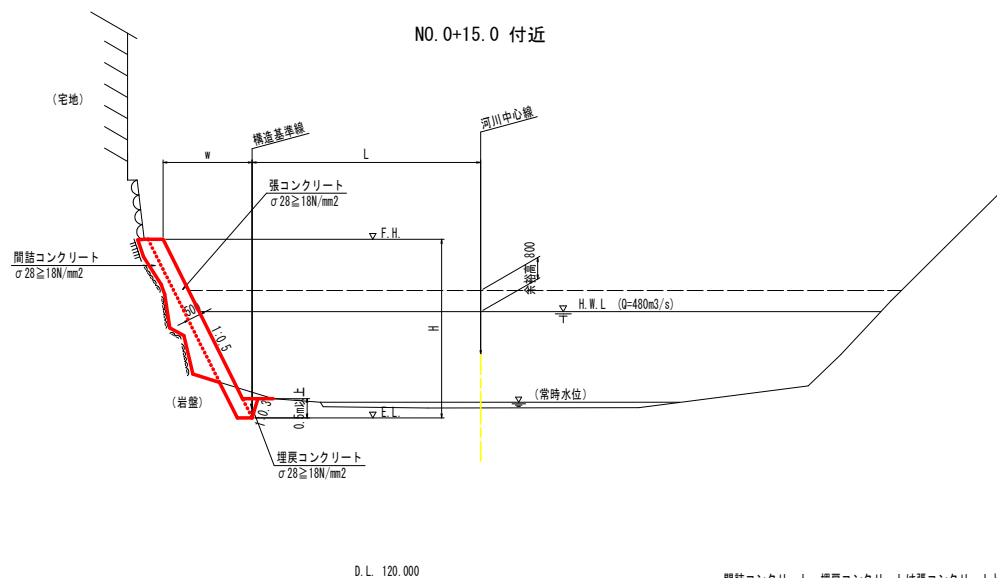 NO.0+15.0 付近
(宅地)
構造基準線
河川中心線
w
L
張コンクリート
σ28≧18N/mm2
F.H.
間詰コンクリート
σ28≧18N/mm2
余裕高 800
H.W.L (Q=480m3/s)
1:0.5
H
(常時水位)
(岩盤)
1:0.3
0.5m以上
E.L.
埋戻コンクリート
σ28≧18N/mm2
D.L. 120.000